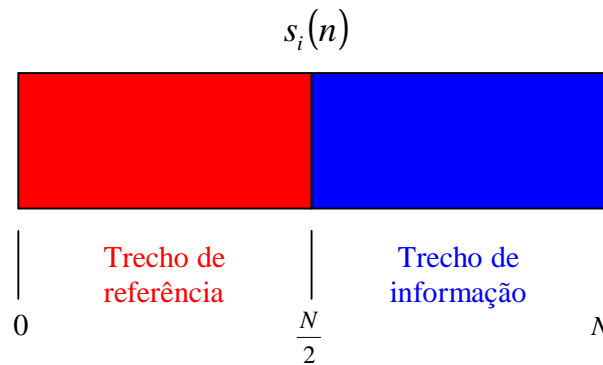 s_i(n)
Trecho de referência
Trecho de informação
0
N/2
N